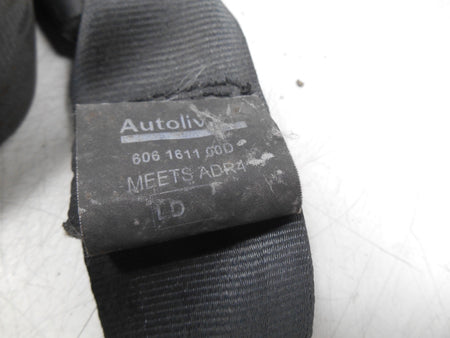 Autoliv
606 1611 00D
MEETS ADR4
LD